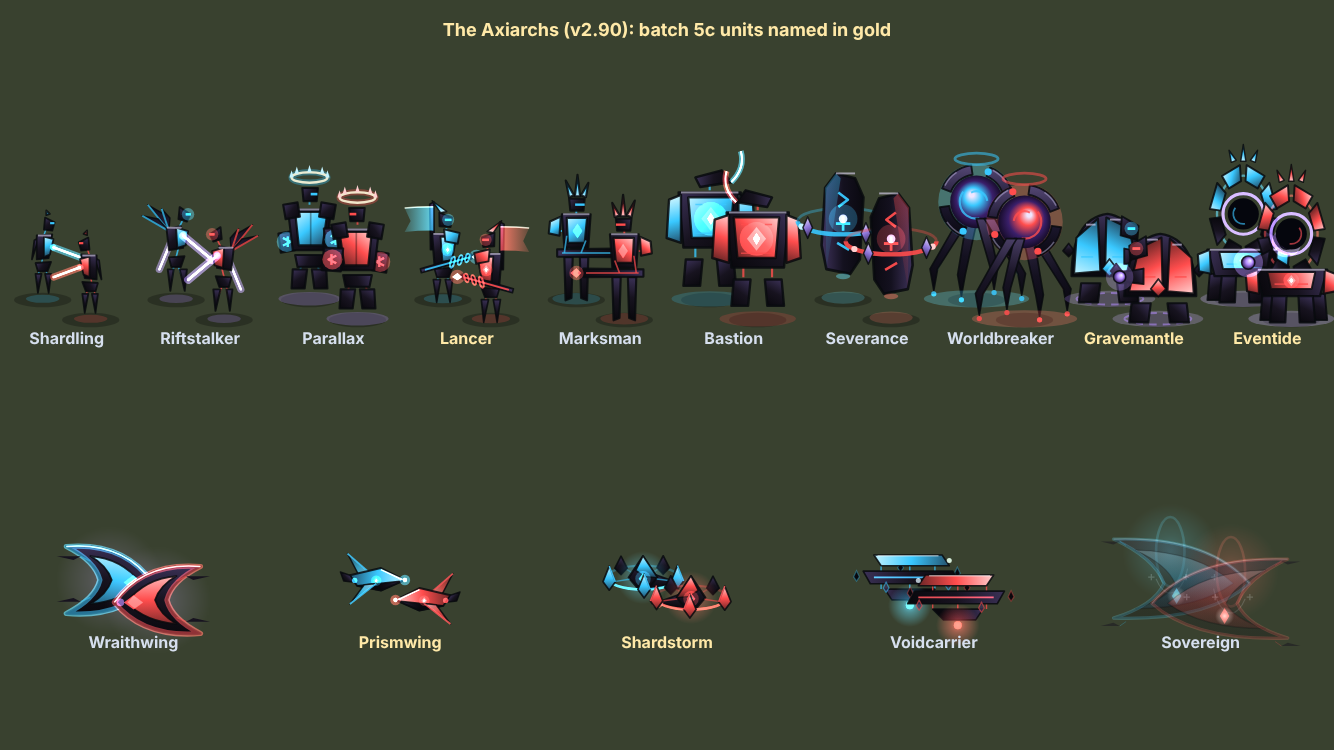 The Axiarchs (v2.90): batch 5c units named in gold
Shardling Riftstalker Parallax Lancer Marksman Bastion Severance Worldbreaker Gravemantle Eventide
Wraithwing Prismwing Shardstorm Voidcarrier Sovereign